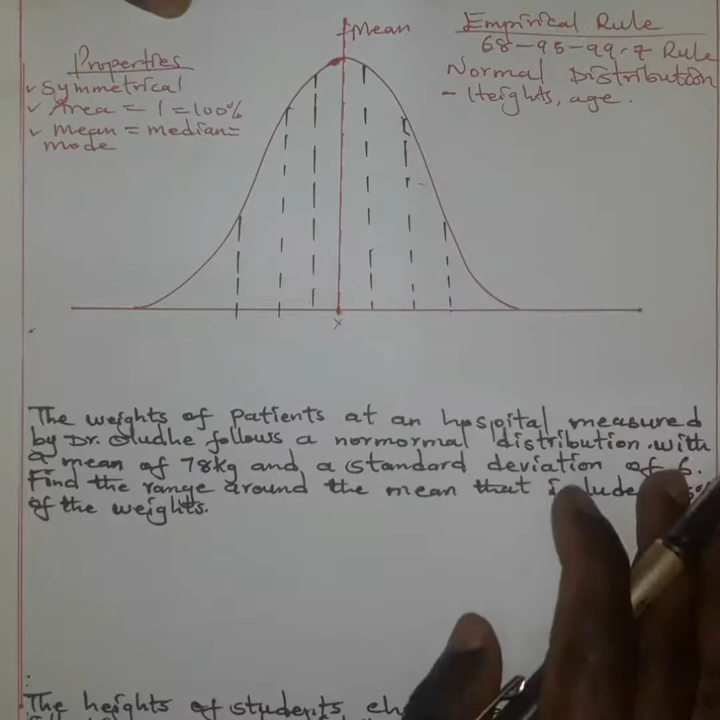 Mean
Empirical Rule
68-95-99.7 Rule
Normal Distribution
- Heights, age.
Properties
✓ Symmetrical
✓ Area = 1 = 100%
✓ mean = median =
mode
x
The weights of patients at an hospital measured
by Dr. Oludhe follows a normormal distribution with
a mean of 78kg and a standard deviation of 6.
Find the range around the mean that
of the weights.
The heights of students